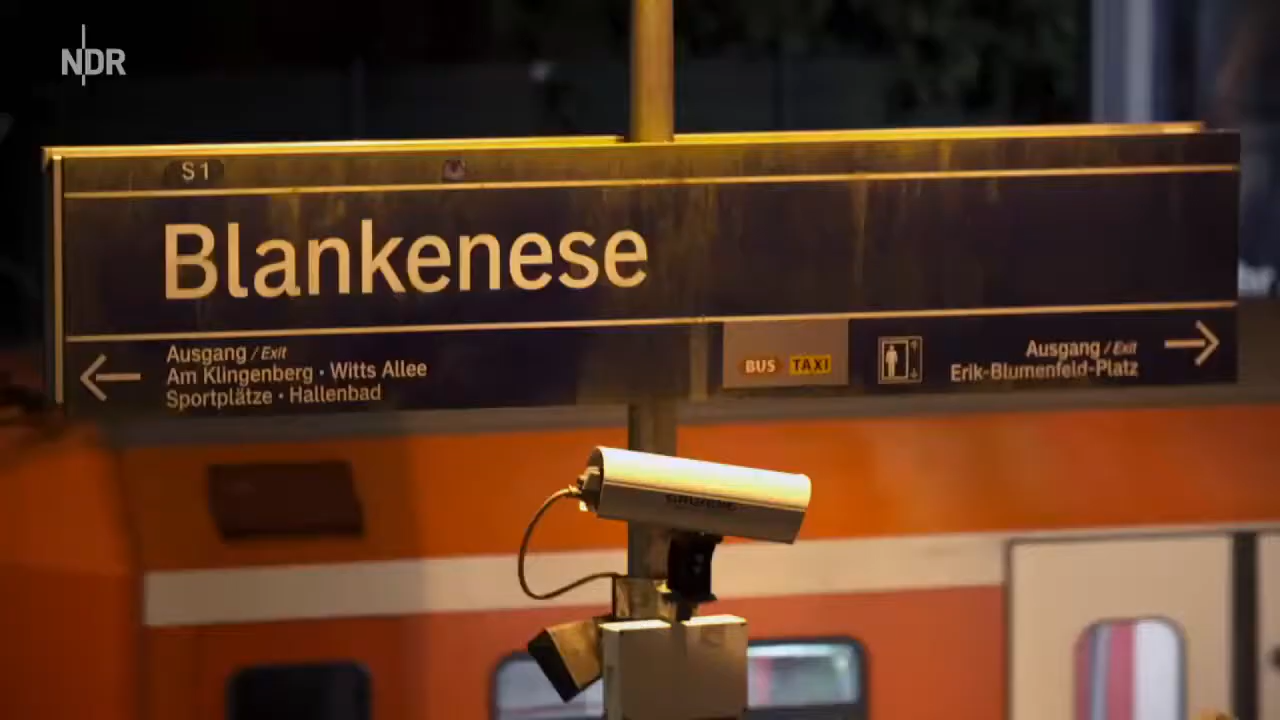 NDR
S1
Blankenese
Ausgang / Exit
Am Klingenberg · Witts Allee
Sportplätze · Hallenbad
BUS TAXI
Ausgang / Exit
Erik-Blumenfeld-Platz